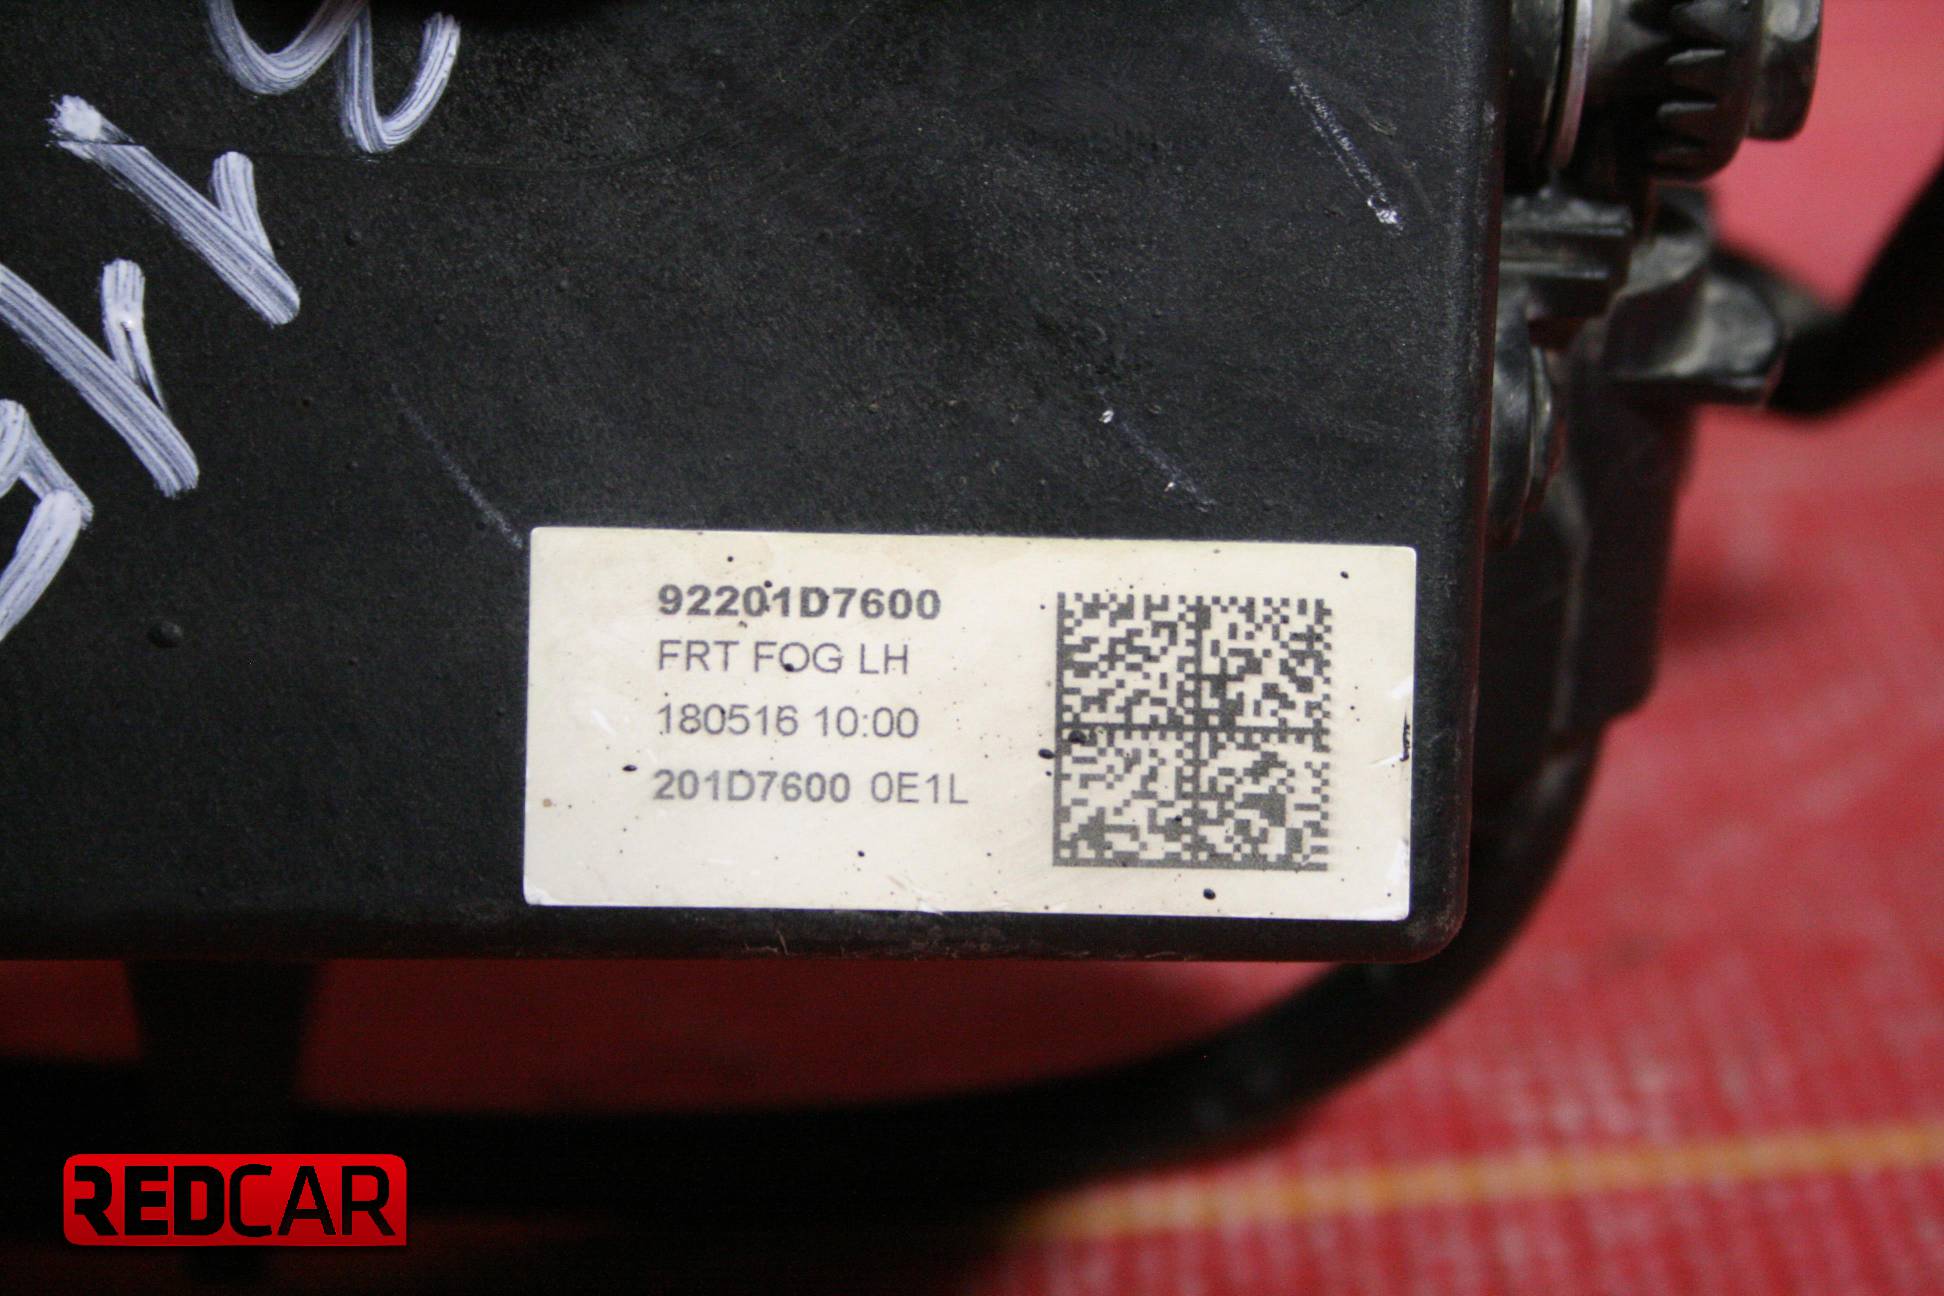 92201D7600
FRT FOG LH
180516 10:00
201D7600 0E1L
REDCAR